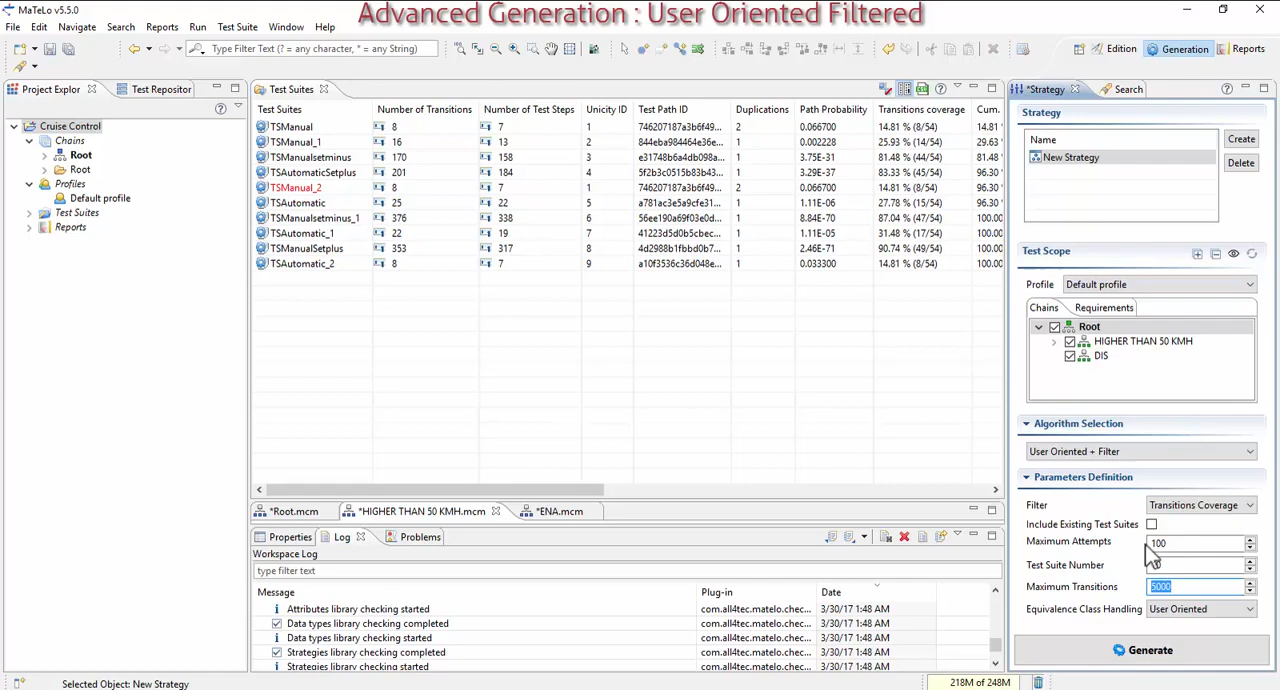 MaTeLo v5.5.0
Advanced Generation : User Oriented Filtered
File Edit Navigate Search Reports Run Test Suite Window Help
Type Filter Text (? = any character, * = any String)
Edition Generation Reports
Project Explor Test Repositor
Cruise Control
Chains
Root
Root
Profiles
Default profile
Test Suites
Reports
Test Suites
Test Suites Number of Transitions Number of Test Steps Unicity ID Test Path ID Duplications Path Probability Transitions coverage Cum.
TSManual 8 7 1 746207187a3b6f49... 2 0.066700 14.81 % (8/54) 14.81
TSManual_1 16 13 2 844eba984464e36e... 1 0.002228 25.93 % (14/54) 29.63
TSManualsetminus 170 158 3 e31748b6a4db098a... 1 3.75E-31 81.48 % (44/54) 81.48
TSAutomaticSetplus 201 184 4 5f2b3c0515b83b43... 1 3.29E-37 83.33 % (45/54) 96.30
TSManual_2 8 7 1 746207187a3b6f49... 2 0.066700 14.81 % (8/54) 96.30
TSAutomatic 25 22 5 a781ac3e5a9cfe31... 1 1.11E-06 27.78 % (15/54) 96.30
TSManualsetminus_1 376 338 6 56ee190a69f03e0d... 1 8.84E-70 87.04 % (47/54) 100.00
TSAutomatic_1 22 19 7 41223d5d0b5cbec... 1 1.11E-05 31.48 % (17/54) 100.00
TSManualSetplus 353 317 8 4d2988b1fbbd0b7... 1 2.46E-71 90.74 % (49/54) 100.00
TSAutomatic_2 8 7 9 a10f3536c36d048e... 1 0.033300 14.81 % (8/54) 100.00
*Root.mcm *HIGHER THAN 50 KMH.mcm *ENA.mcm
Properties Log Problems
Workspace Log
type filter text
Message Plug-in Date
Attributes library checking started com.all4tec.matelo.chec... 3/30/17 1:48 AM
Data types library checking completed com.all4tec.matelo.chec... 3/30/17 1:48 AM
Data types library checking started com.all4tec.matelo.chec... 3/30/17 1:48 AM
Strategies library checking completed com.all4tec.matelo.chec... 3/30/17 1:48 AM
Strategies library checking started com.all4tec.matelo.chec... 3/30/17 1:48 AM
*Strategy Search
Strategy
Name
New Strategy
Create
Delete
Test Scope
Profile Default profile
Chains Requirements
Root
HIGHER THAN 50 KMH
DIS
Algorithm Selection
User Oriented + Filter
Parameters Definition
Filter Transitions Coverage
Include Existing Test Suites
Maximum Attempts 100
Test Suite Number
Maximum Transitions 5000
Equivalence Class Handling User Oriented
Generate
Selected Object: New Strategy
218M of 248M